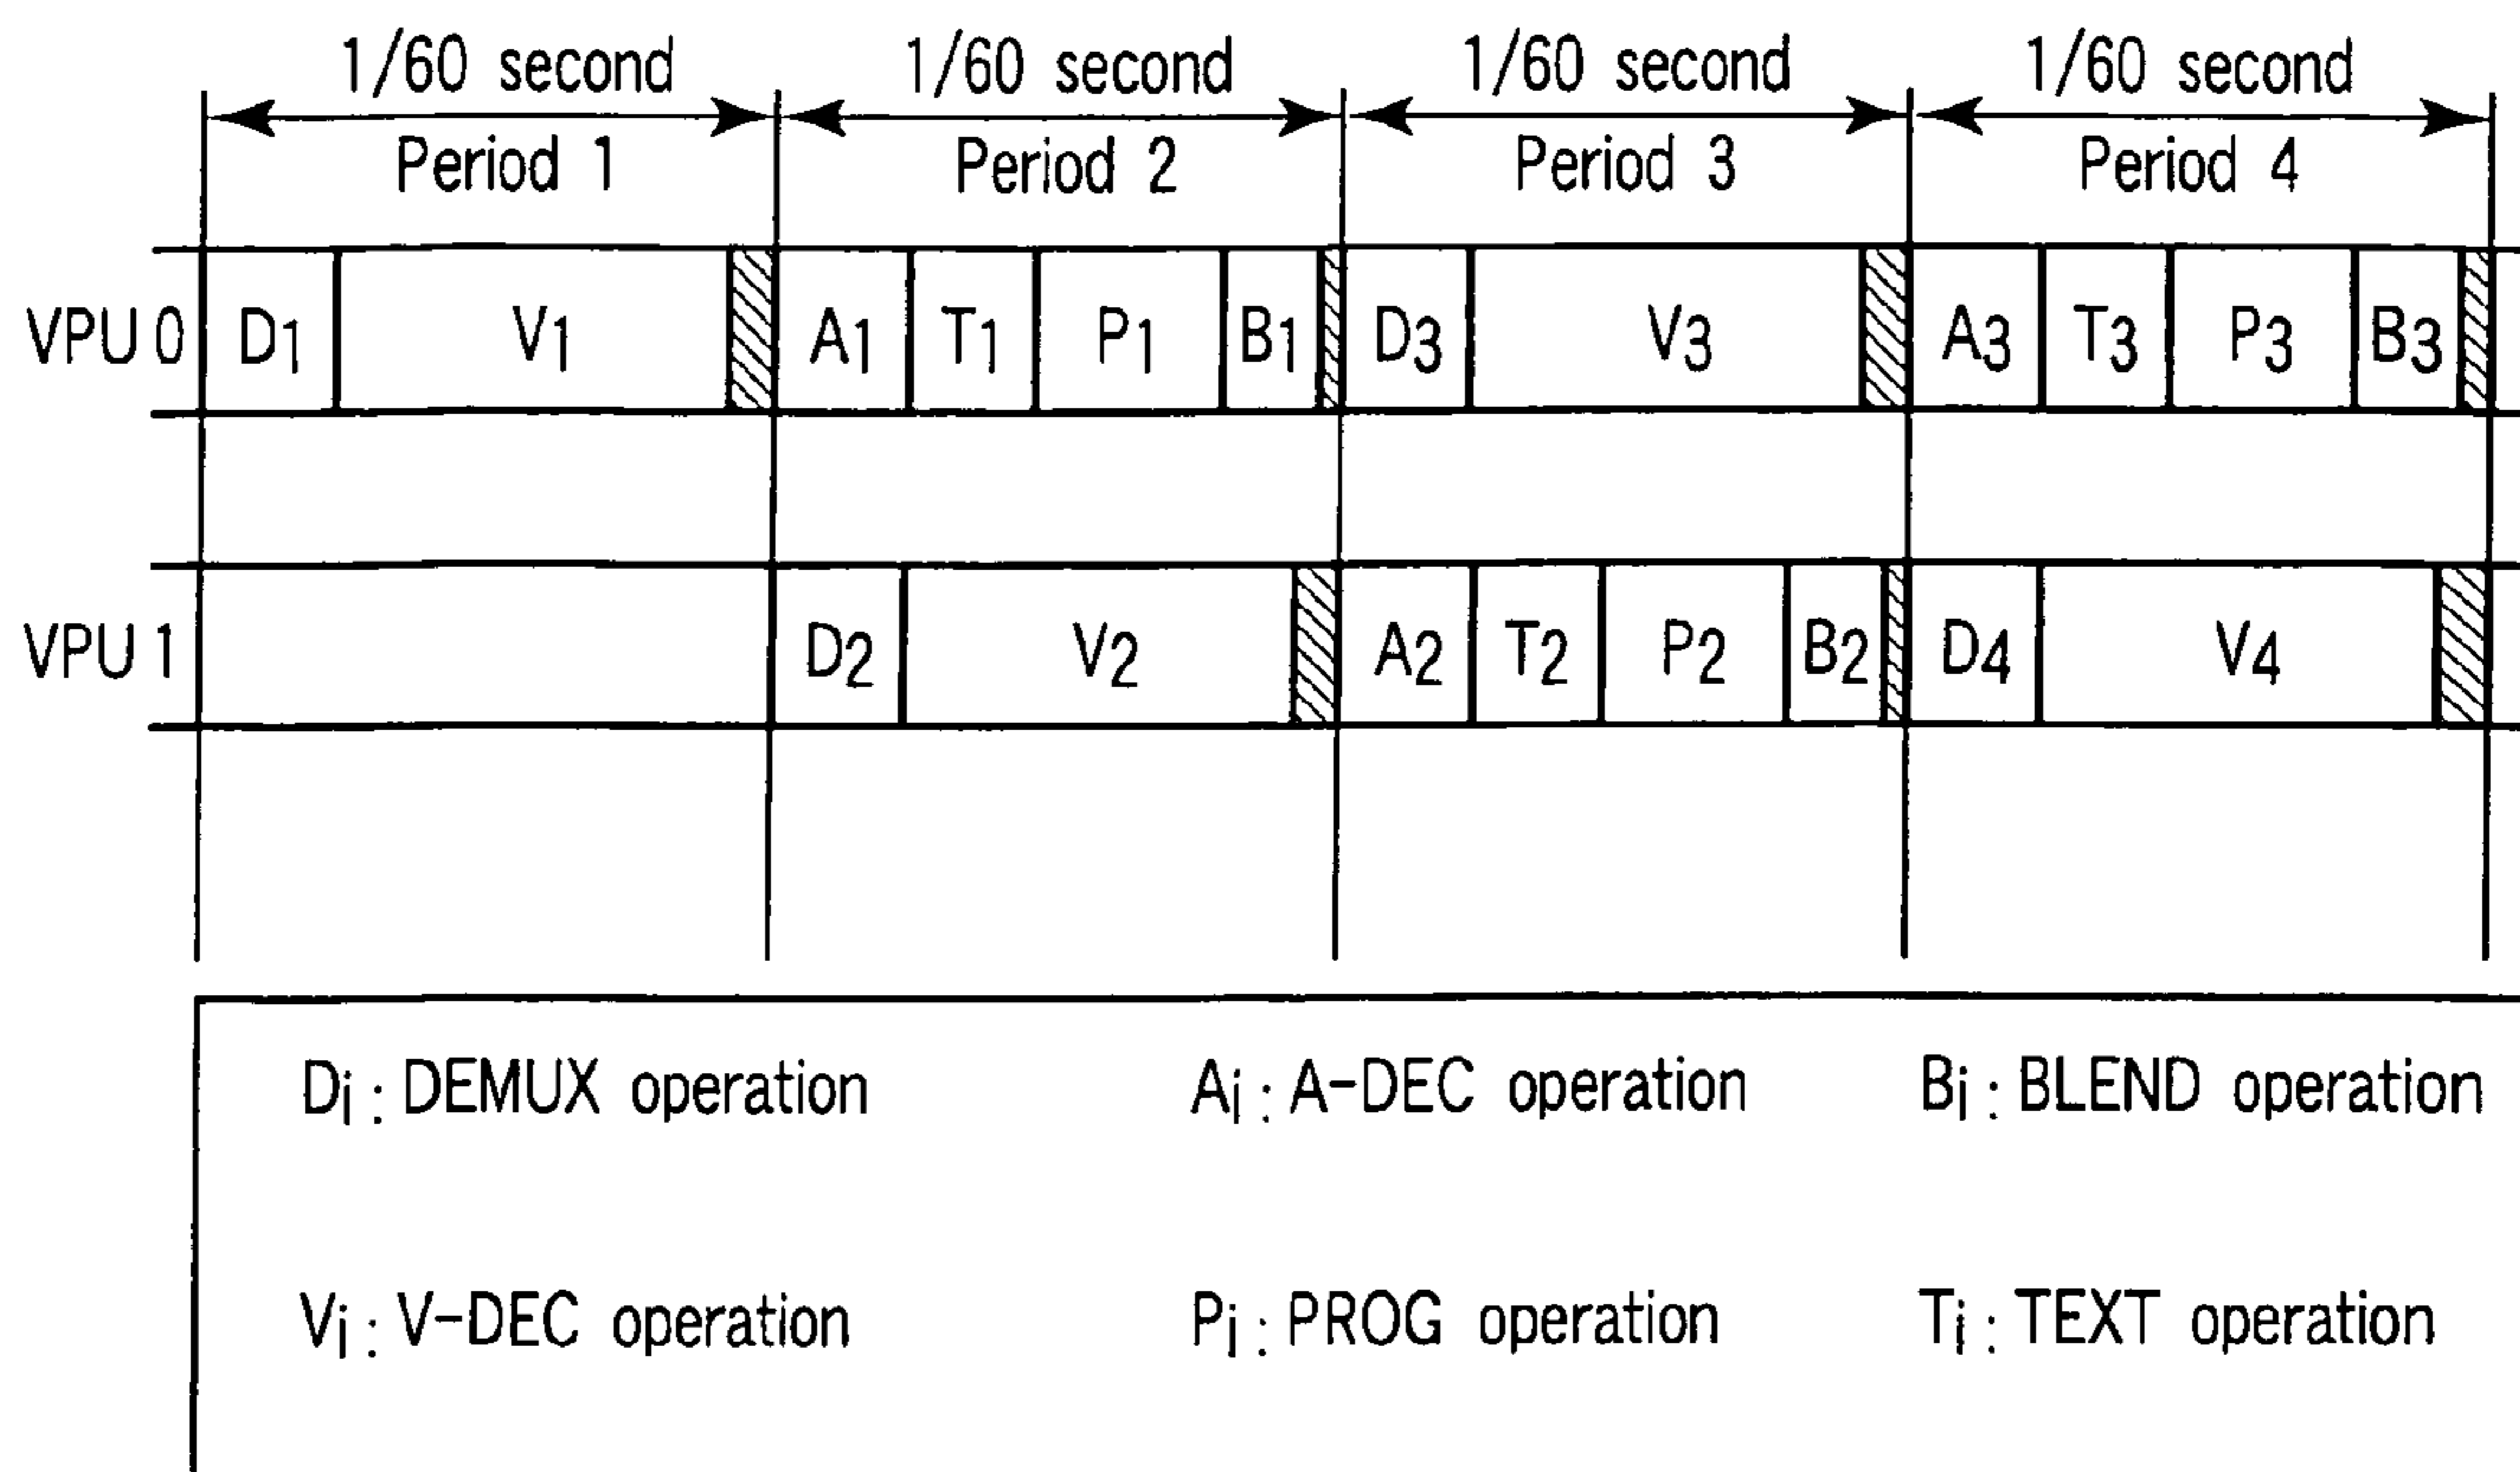 1/60 second 1/60 second 1/60 second 1/60 second
Period 1 Period 2 Period 3 Period 4
VPU 0 D1 V1 A1 T1 P1 B1 D3 V3 A3 T3 P3 B3
VPU 1 D2 V2 A2 T2 P2 B2 D4 V4
Di : DEMUX operation Ai : A-DEC operation Bi : BLEND operation
Vi : V-DEC operation Pi : PROG operation Ti : TEXT operation